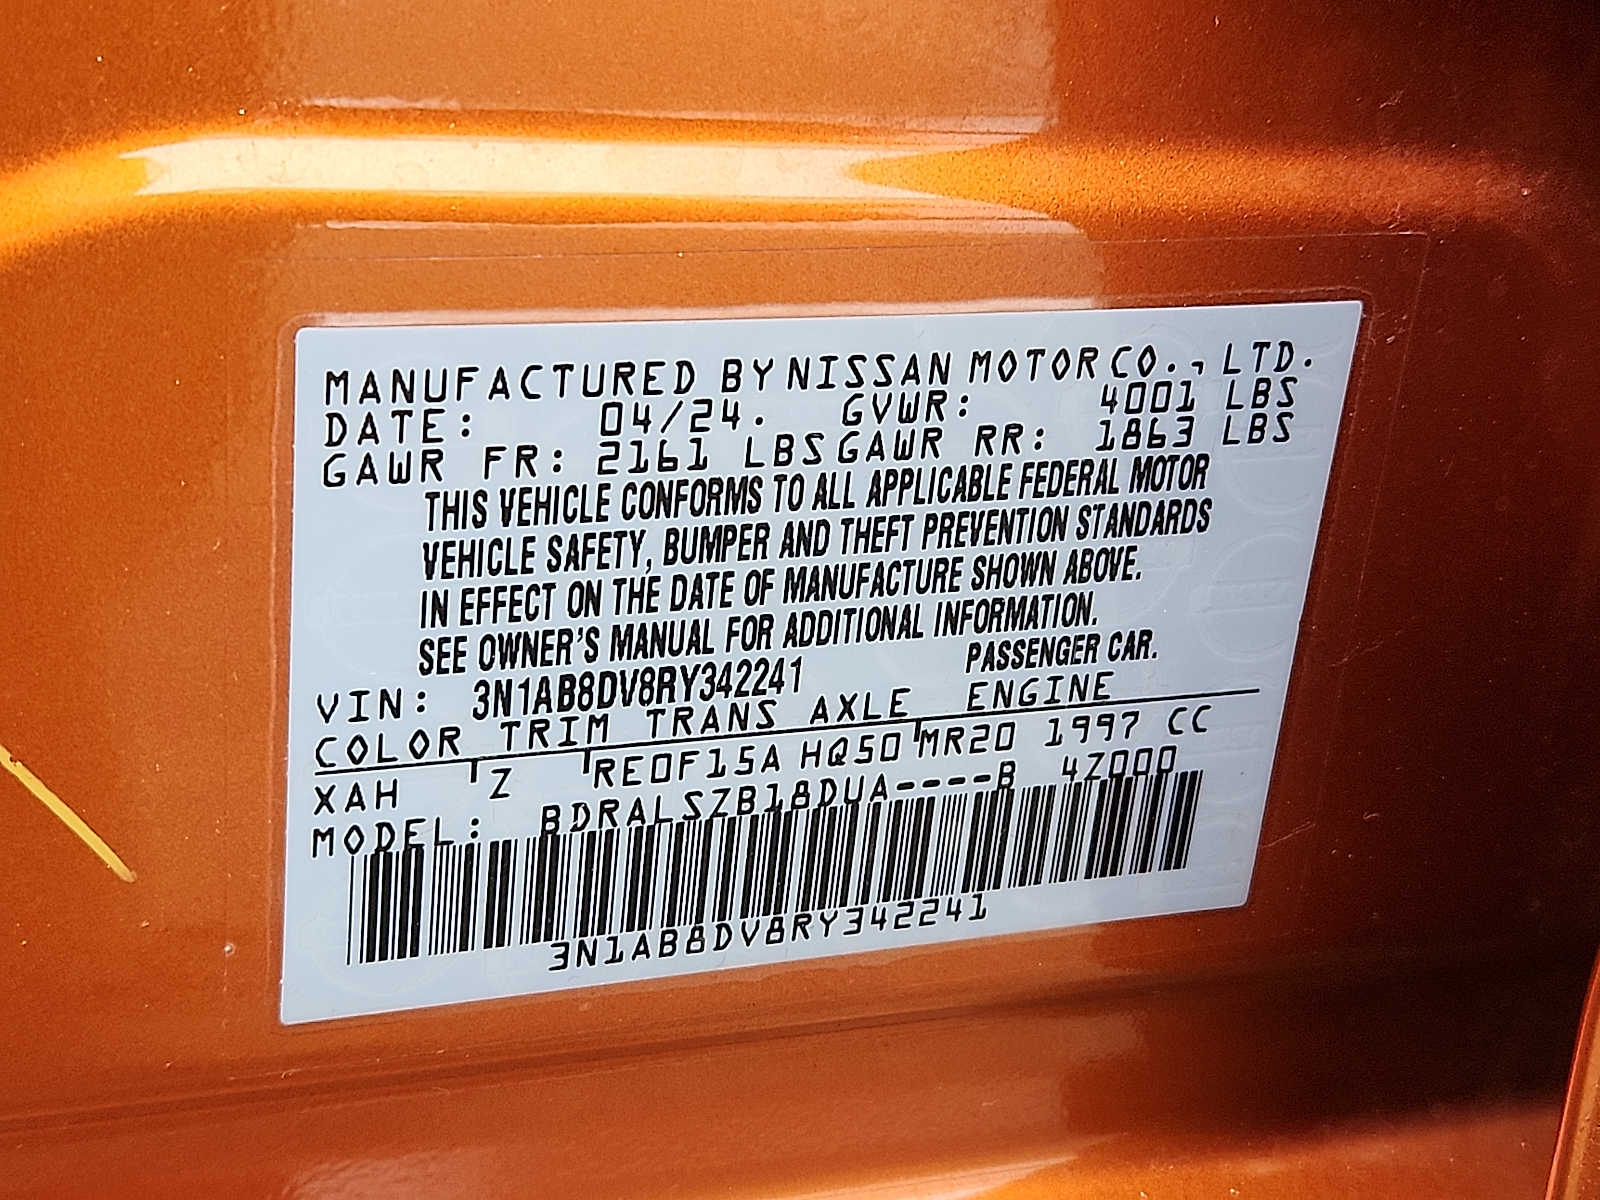 MANUFACTURED BY NISSAN MOTOR CO., LTD.
DATE: 04/24. GVWR: 4001 LBS
GAWR FR: 2161 LBS GAWR RR: 1863 LBS
THIS VEHICLE CONFORMS TO ALL APPLICABLE FEDERAL MOTOR
VEHICLE SAFETY, BUMPER AND THEFT PREVENTION STANDARDS
IN EFFECT ON THE DATE OF MANUFACTURE SHOWN ABOVE.
SEE OWNER'S MANUAL FOR ADDITIONAL INFORMATION.
VIN: 3N1AB8DV8RY342241 PASSENGER CAR.
COLOR TRIM TRANS AXLE ENGINE
XAH Z RE0F15A HQ50 MR20 1997 CC
MODEL: BDRALSZB18DUA----B 4Z000
3N1AB8DV8RY342241